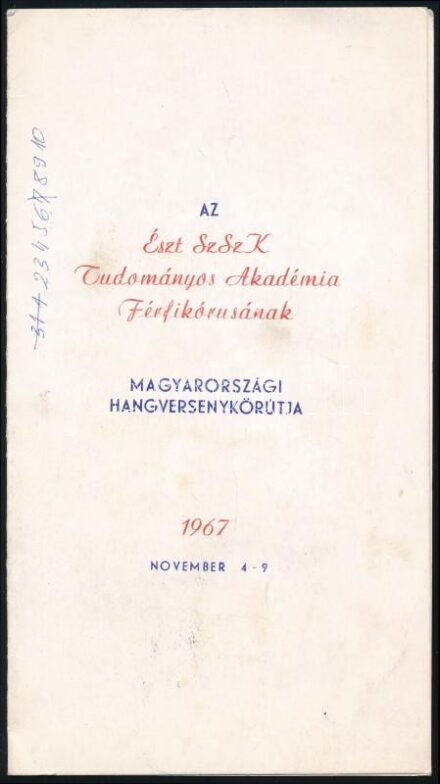 AZ
Észt SzSzK
Tudományos Akadémia
Férfikórusának
MAGYARORSZÁGI
HANGVERSENYKÖRÚTJA
1967
NOVEMBER 4-9